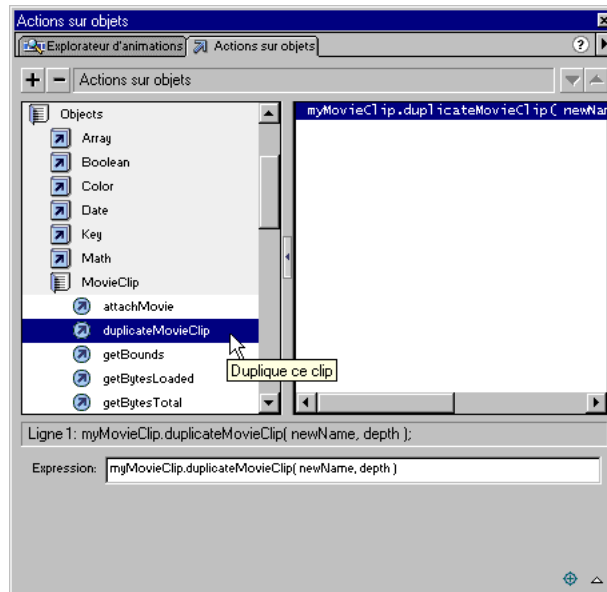 Actions sur objets
Explorateur d'animations Actions sur objets ?
Actions sur objets
Objects
Array
Boolean
Color
Date
Key
Math
MovieClip
attachMovie
duplicateMovieClip
getBounds
getBytesLoaded
getBytesTotal
myMovieClip.duplicateMovieClip( newNa
Duplique ce clip
Ligne 1: myMovieClip.duplicateMovieClip( newName, depth );
Expression: myMovieClip.duplicateMovieClip( newName, depth )